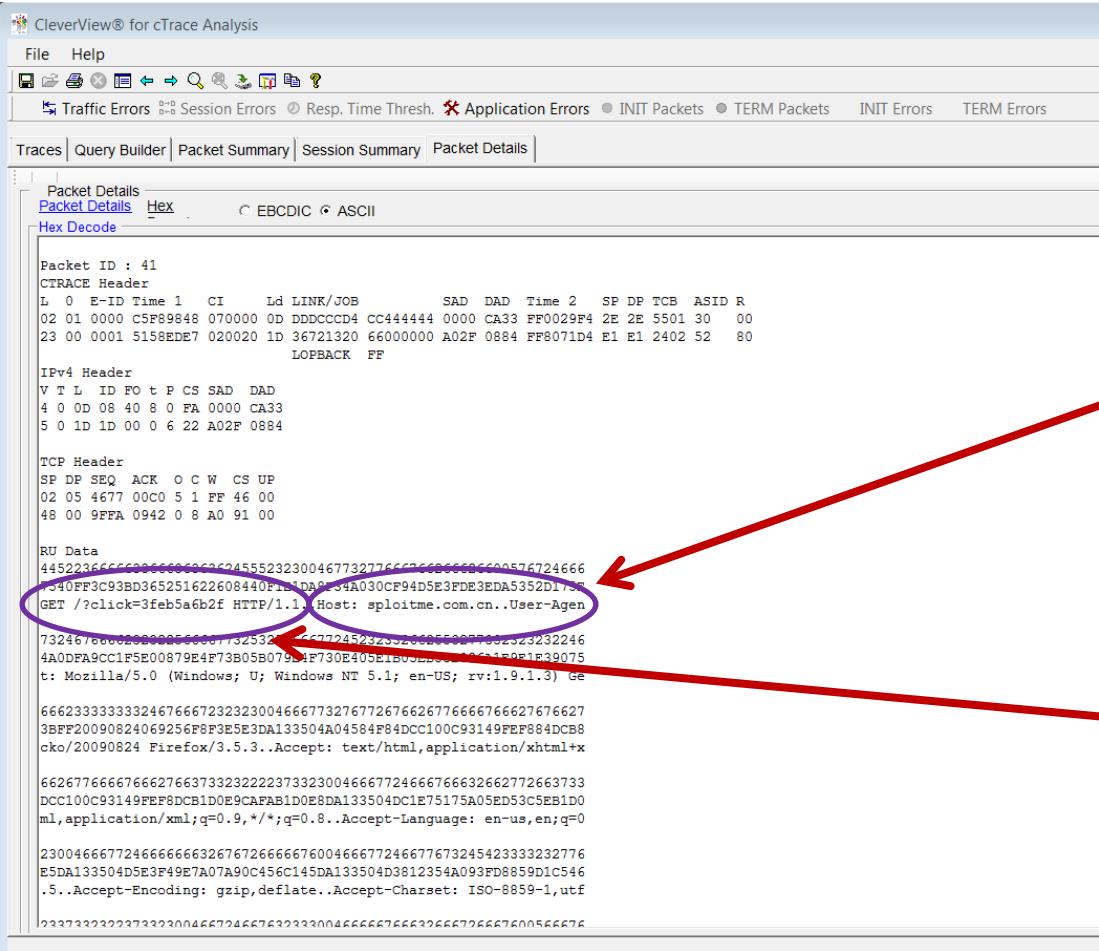 CleverView® for cTrace Analysis
File Help
Traffic Errors Session Errors Resp. Time Thresh. Application Errors INIT Packets TERM Packets INIT Errors TERM Errors
Traces Query Builder Packet Summary Session Summary Packet Details
Packet Details
Packet Details Hex EBCDIC ASCII
Hex Decode
Packet ID : 41
CTRACE Header
L 0 E-ID Time 1 CI Ld LINK/JOB SAD DAD Time 2 SP DP TCB ASID R
02 01 0000 C5F89848 070000 0D DDDCCCD4 CC444444 0000 CA33 FF0029F4 2E 2E 5501 30 00
23 00 0001 5158EDE7 020020 1D 36721320 66000000 A02F 0884 FF8071D4 E1 E1 2402 52 80
LOPBACK FF
IPv4 Header
V T L ID FO t P CS SAD DAD
4 0 0D 08 40 8 0 FA 0000 CA33
5 0 1D 1D 00 0 6 22 A02F 0884
TCP Header
SP DP SEQ ACK O C W CS UP
02 05 4677 00C0 5 1 FF 46 00
48 00 9FFA 0942 0 8 A0 91 00
RU Data
GET /?click=3feb5a6b2f HTTP/1.1..Host: sploitme.com.cn..User-Agen
t: Mozilla/5.0 (Windows; U; Windows NT 5.1; en-US; rv:1.9.1.3) Ge
666233333333246766672323230046666773276772676626776666766627676627
3BFF20090824069256F8F3E5E3DA133504A04584F84DCC100C93149FEF884DCB8
cko/20090824 Firefox/3.5.3..Accept: text/html,application/xhtml+x
66267766667666276637332322223733230046667724666766632662772663733
DCC100C93149FEF8DCB1D0E9CAFAB1D0E8DA133504DC1E75175A05ED53C5EB1D0
ml,application/xml;q=0.9,*/*;q=0.8..Accept-Language: en-us,en;q=0
23004666772466666663267672666667600466677246677673245423333232776
E5DA133504D5E3F49E7A07A90C456C145DA133504D3812354A093FD8859D1C546
.5..Accept-Encoding: gzip,deflate..Accept-Charset: ISO-8859-1,utf